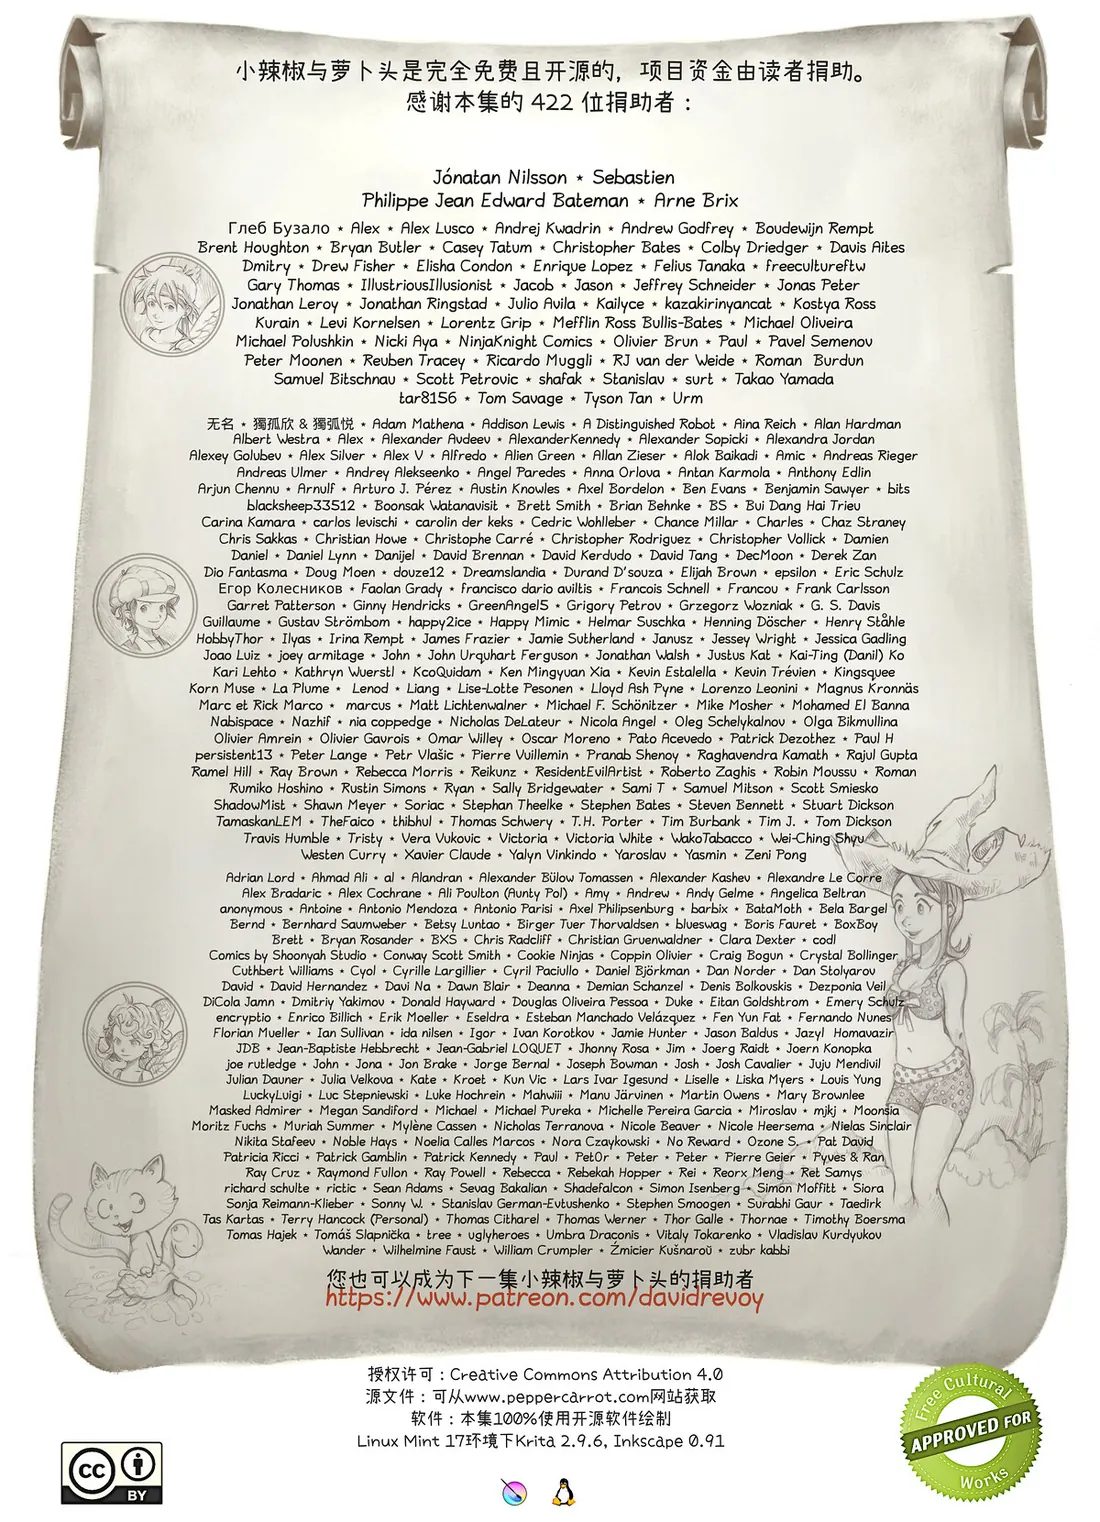 小辣椒与萝卜头是完全免费且开源的，项目资金由读者捐助。
感谢本集的 422 位捐助者：
Jónatan Nilsson ⋆ Sebastien
Philippe Jean Edward Bateman ⋆ Arne Brix
Глеб Бузало ⋆ Alex ⋆ Alex Lusco ⋆ Andrej Kwadrin ⋆ Andrew Godfrey ⋆ Boudewijn Rempt
Brent Houghton ⋆ Bryan Butler ⋆ Casey Tatum ⋆ Christopher Bates ⋆ Colby Driedger ⋆ Davis Aites
Dmitry ⋆ Drew Fisher ⋆ Elisha Condon ⋆ Enrique Lopez ⋆ Felius Tanaka ⋆ freecultureftw
Gary Thomas ⋆ IllustriousIllusionist ⋆ Jacob ⋆ Jason ⋆ Jeffrey Schneider ⋆ Jonas Peter
Jonathan Leroy ⋆ Jonathan Ringstad ⋆ Julio Avila ⋆ Kailyce ⋆ kazakirinyancat ⋆ Kostya Ross
Kurain ⋆ Levi Kornelsen ⋆ Lorentz Grip ⋆ Mefflin Ross Bullis-Bates ⋆ Michael Oliveira
Michael Polushkin ⋆ Nicki Aya ⋆ NinjaKnight Comics ⋆ Olivier Brun ⋆ Paul ⋆ Pavel Semenov
Peter Moonen ⋆ Reuben Tracey ⋆ Ricardo Muggli ⋆ RJ van der Weide ⋆ Roman Burdun
Samuel Bitschnau ⋆ Scott Petrovic ⋆ shafak ⋆ Stanislav ⋆ surt ⋆ Takao Yamada
tar8156 ⋆ Tom Savage ⋆ Tyson Tan ⋆ Urm
无名 ⋆ 獨孤欣 & 獨弧悦 ⋆ Adam Mathena ⋆ Addison Lewis ⋆ A Distinguished Robot ⋆ Aina Reich ⋆ Alan Hardman
Albert Westra ⋆ Alex ⋆ Alexander Avdeev ⋆ AlexanderKennedy ⋆ Alexander Sopicki ⋆ Alexandra Jordan
Alexey Golubev ⋆ Alex Silver ⋆ Alex V ⋆ Alfredo ⋆ Alien Green ⋆ Allan Zieser ⋆ Alok Baikadi ⋆ Amic ⋆ Andreas Rieger
Andreas Ulmer ⋆ Andrey Alekseenko ⋆ Angel Paredes ⋆ Anna Orlova ⋆ Antan Karmola ⋆ Anthony Edlin
Arjun Chennu ⋆ Arnulf ⋆ Arturo J. Pérez ⋆ Austin Knowles ⋆ Axel Bordelon ⋆ Ben Evans ⋆ Benjamin Sawyer ⋆ bits
blacksheep33512 ⋆ Boonsak Watanavisit ⋆ Brett Smith ⋆ Brian Behnke ⋆ BS ⋆ Bui Dang Hai Trieu
Carina Kamara ⋆ carlos levischi ⋆ carolin der keks ⋆ Cedric Wohlleber ⋆ Chance Millar ⋆ Charles ⋆ Chaz Straney
Chris Sakkas ⋆ Christian Howe ⋆ Christophe Carré ⋆ Christopher Rodriguez ⋆ Christopher Vollick ⋆ Damien
Daniel ⋆ Daniel Lynn ⋆ Danijel ⋆ David Brennan ⋆ David Kerdudo ⋆ David Tang ⋆ DecMoon ⋆ Derek Zan
Dio Fantasma ⋆ Doug Moen ⋆ douze12 ⋆ Dreamslandia ⋆ Durand D'souza ⋆ Elijah Brown ⋆ epsilon ⋆ Eric Schulz
Егор Колесников ⋆ Faolan Grady ⋆ francisco dario aviltis ⋆ Francois Schnell ⋆ Francou ⋆ Frank Carlsson
Garret Patterson ⋆ Ginny Hendricks ⋆ GreenAngel5 ⋆ Grigory Petrov ⋆ Grzegorz Wozniak ⋆ G. S. Davis
Guillaume ⋆ Gustav Strömbom ⋆ happy2ice ⋆ Happy Mimic ⋆ Helmar Suschka ⋆ Henning Döscher ⋆ Henry Ståhle
HobbyThor ⋆ Ilyas ⋆ Irina Rempt ⋆ James Frazier ⋆ Jamie Sutherland ⋆ Janusz ⋆ Jessey Wright ⋆ Jessica Gadling
Joao Luiz ⋆ joey armitage ⋆ John ⋆ John Urquhart Ferguson ⋆ Jonathan Walsh ⋆ Justus Kat ⋆ Kai-Ting (Danil) Ko
Kari Lehto ⋆ Kathryn Wuerstl ⋆ KcoQuidam ⋆ Ken Mingyuan Xia ⋆ Kevin Estalella ⋆ Kevin Trévien ⋆ Kingsquee
Korn Muse ⋆ La Plume ⋆ Lenod ⋆ Liang ⋆ Lise-Lotte Pesonen ⋆ Lloyd Ash Pyne ⋆ Lorenzo Leonini ⋆ Magnus Kronnäs
Marc et Rick Marco ⋆ marcus ⋆ Matt Lichtenwalner ⋆ Michael F. Schönitzer ⋆ Mike Mosher ⋆ Mohamed El Banna
Nabispace ⋆ Nazhif ⋆ nia coppedge ⋆ Nicholas DeLateur ⋆ Nicola Angel ⋆ Oleg Schelykalnov ⋆ Olga Bikmullina
Olivier Amrein ⋆ Olivier Gavrois ⋆ Omar Willey ⋆ Oscar Moreno ⋆ Pato Acevedo ⋆ Patrick Dezothez ⋆ Paul H
persistent13 ⋆ Peter Lange ⋆ Petr Vlašic ⋆ Pierre Vuillemin ⋆ Pranab Shenoy ⋆ Raghavendra Kamath ⋆ Rajul Gupta
Ramel Hill ⋆ Ray Brown ⋆ Rebecca Morris ⋆ Reikunz ⋆ ResidentEvilArtist ⋆ Roberto Zaghis ⋆ Robin Moussu ⋆ Roman
Rumiko Hoshino ⋆ Rustin Simons ⋆ Ryan ⋆ Sally Bridgewater ⋆ Sami T ⋆ Samuel Mitson ⋆ Scott Smiesko
ShadowMist ⋆ Shawn Meyer ⋆ Soriac ⋆ Stephan Theelke ⋆ Stephen Bates ⋆ Steven Bennett ⋆ Stuart Dickson
TamaskanLEM ⋆ TheFaico ⋆ thibhul ⋆ Thomas Schwery ⋆ T.H. Porter ⋆ Tim Burbank ⋆ Tim J. ⋆ Tom Dickson
Travis Humble ⋆ Tristy ⋆ Vera Vukovic ⋆ Victoria ⋆ Victoria White ⋆ WakoTabacco ⋆ Wei-Ching Shyu
Westen Curry ⋆ Xavier Claude ⋆ Yalyn Vinkindo ⋆ Yaroslav ⋆ Yasmin ⋆ Zeni Pong
Adrian Lord ⋆ Ahmad Ali ⋆ al ⋆ Alandran ⋆ Alexander Bülow Tomassen ⋆ Alexander Kashev ⋆ Alexandre Le Corre
Alex Bradaric ⋆ Alex Cochrane ⋆ Ali Poulton (Aunty Pol) ⋆ Amy ⋆ Andrew ⋆ Andy Gelme ⋆ Angelica Beltran
anonymous ⋆ Antoine ⋆ Antonio Mendoza ⋆ Antonio Parisi ⋆ Axel Philipsenburg ⋆ barbix ⋆ BataMoth ⋆ Bela Bargel
Bernd ⋆ Bernhard Saumweber ⋆ Betsy Luntao ⋆ Birger Tuer Thorvaldsen ⋆ blueswag ⋆ Boris Fauret ⋆ BoxBoy
Brett ⋆ Bryan Rosander ⋆ BXS ⋆ Chris Radcliff ⋆ Christian Gruenwaldner ⋆ Clara Dexter ⋆ codl
Comics by Shoonyah Studio ⋆ Conway Scott Smith ⋆ Cookie Ninjas ⋆ Coppin Olivier ⋆ Craig Bogun ⋆ Crystal Bollinger
Cuthbert Williams ⋆ Cyol ⋆ Cyrille Largillier ⋆ Cyril Paciullo ⋆ Daniel Björkman ⋆ Dan Norder ⋆ Dan Stolyarov
David ⋆ David Hernandez ⋆ Davi Na ⋆ Dawn Blair ⋆ Deanna ⋆ Demian Schanzel ⋆ Denis Bolkovskis ⋆ Dezponia Veil
DiCola Jamn ⋆ Dmitriy Yakimov ⋆ Donald Hayward ⋆ Douglas Oliveira Pessoa ⋆ Duke ⋆ Eitan Goldshtrom ⋆ Emery Schulz
encryptio ⋆ Enrico Billich ⋆ Erik Moeller ⋆ Eseldra ⋆ Esteban Manchado Velázquez ⋆ Fen Yun Fat ⋆ Fernando Nunes
Florian Mueller ⋆ Ian Sullivan ⋆ ida nilsen ⋆ Igor ⋆ Ivan Korotkov ⋆ Jamie Hunter ⋆ Jason Baldus ⋆ Jazyl Homavazir
JDB ⋆ Jean-Baptiste Hebbrecht ⋆ Jean-Gabriel LOQUET ⋆ Jhonny Rosa ⋆ Jim ⋆ Joerg Raidt ⋆ Joern Konopka
joe rutledge ⋆ John ⋆ Jona ⋆ Jon Brake ⋆ Jorge Bernal ⋆ Joseph Bowman ⋆ Josh ⋆ Josh Cavalier ⋆ Juju Mendivil
Julian Dauner ⋆ Julia Velkova ⋆ Kate ⋆ Kroet ⋆ Kun Vic ⋆ Lars Ivar Igesund ⋆ Liselle ⋆ Liska Myers ⋆ Louis Yung
LuckyLuigi ⋆ Luc Stepniewski ⋆ Luke Hochrein ⋆ Mahwiii ⋆ Manu Järvinen ⋆ Martin Owens ⋆ Mary Brownlee
Masked Admirer ⋆ Megan Sandiford ⋆ Michael ⋆ Michael Pureka ⋆ Michelle Pereira Garcia ⋆ Miroslav ⋆ mjkj ⋆ Moonsia
Moritz Fuchs ⋆ Muriah Summer ⋆ Mylène Cassen ⋆ Nicholas Terranova ⋆ Nicole Beaver ⋆ Nicole Heersema ⋆ Nielas Sinclair
Nikita Stafeev ⋆ Noble Hays ⋆ Noelia Calles Marcos ⋆ Nora Czaykowski ⋆ No Reward ⋆ Ozone S. ⋆ Pat David
Patricia Ricci ⋆ Patrick Gamblin ⋆ Patrick Kennedy ⋆ Paul ⋆ Pet0r ⋆ Peter ⋆ Peter ⋆ Pierre Geier ⋆ Pyves & Ran
Ray Cruz ⋆ Raymond Fullon ⋆ Ray Powell ⋆ Rebecca ⋆ Rebekah Hopper ⋆ Rei ⋆ Reorx Meng ⋆ Ret Samys
richard schulte ⋆ rictic ⋆ Sean Adams ⋆ Sevag Bakalian ⋆ Shadefalcon ⋆ Simon Isenberg ⋆ Simon Moffitt ⋆ Siora
Sonja Reimann-Klieber ⋆ Sonny W. ⋆ Stanislav German-Evtushenko ⋆ Stephen Smoogen ⋆ Surabhi Gaur ⋆ Taedirk
Tas Kartas ⋆ Terry Hancock (Personal) ⋆ Thomas Citharel ⋆ Thomas Werner ⋆ Thor Galle ⋆ Thornae ⋆ Timothy Boersma
Tomas Hajek ⋆ Tomáš Slapnička ⋆ tree ⋆ uglyheroes ⋆ Umbra Draconis ⋆ Vitaly Tokarenko ⋆ Vladislav Kurdyukov
Wander ⋆ Wilhelmine Faust ⋆ William Crumpler ⋆ Źmicier Kušnaroŭ ⋆ zubr kabbi
您也可以成为下一集小辣椒与萝卜头的捐助者
https://www.patreon.com/davidrevoy
授权许可：Creative Commons Attribution 4.0
源文件：可从www.peppercarrot.com网站获取
软件：本集100%使用开源软件绘制
Linux Mint 17环境下Krita 2.9.6, Inkscape 0.91
cc BY
Free Cultural
APPROVED FOR
Works